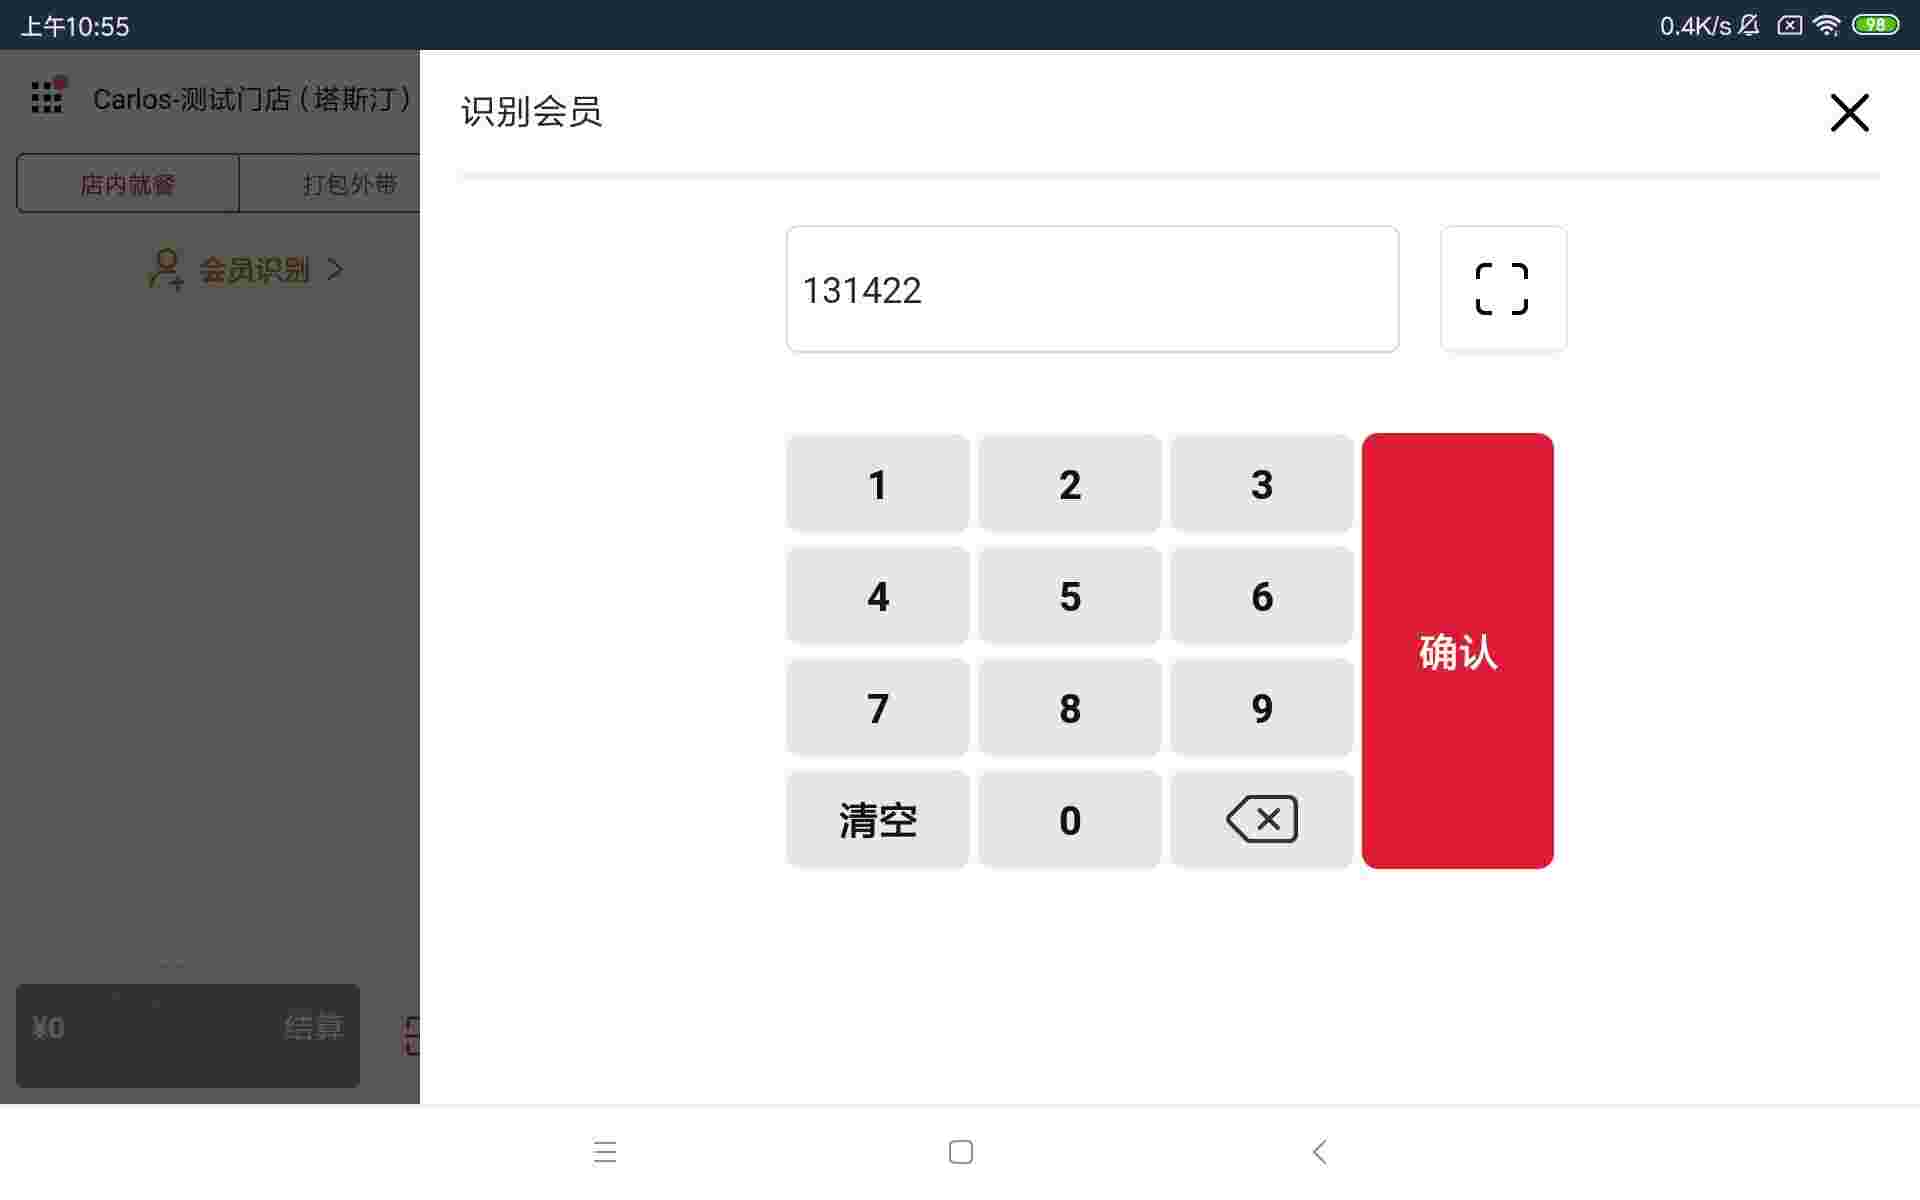 上午10:55
0.4K/s
98
Carlos-测试门店（塔斯汀）
店内就餐
打包外带
会员识别
¥0
结算
识别会员
131422
1 2 3
4 5 6
7 8 9
清空 0
确认